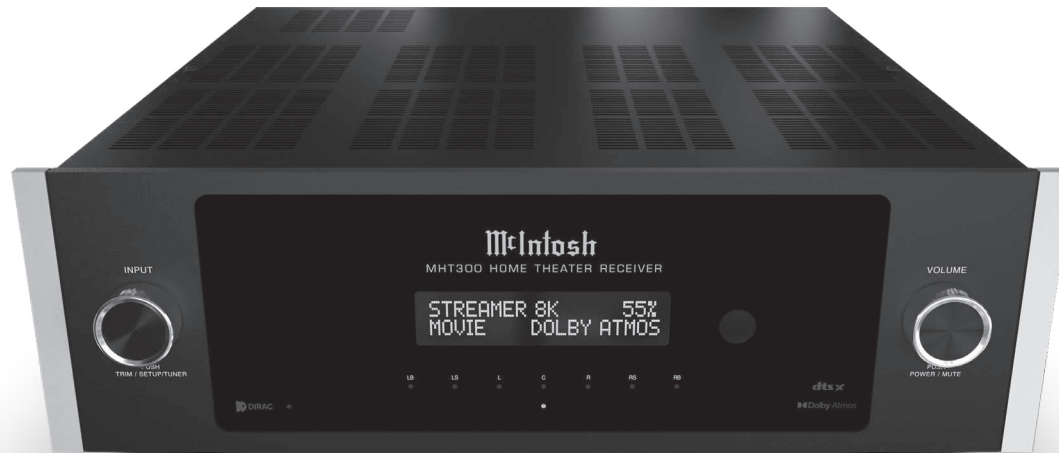 McIntosh
MHT300 HOME THEATER RECEIVER
INPUT
VOLUME
STREAMER 8K 55%
MOVIE DOLBY ATMOS
PUSH
TRIM / SETUP/TUNER
PUSH
POWER / MUTE
LB LS L C R RS RB
DIRAC
dts x
Dolby Atmos